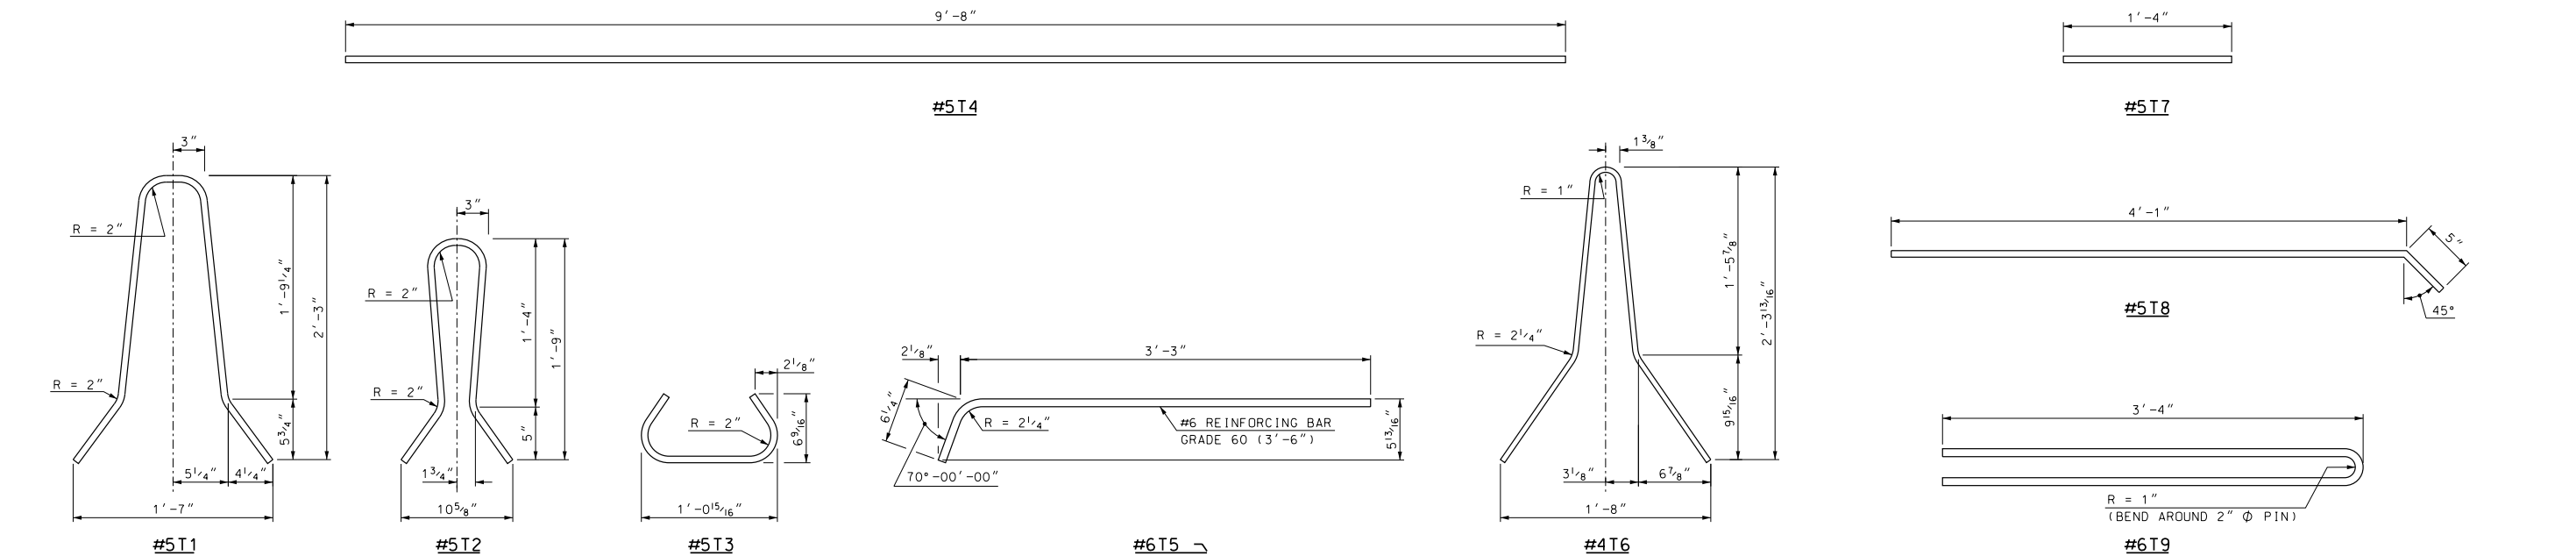 9'-8"
#5T4
1'-4"
#5T7
3"
R = 2"
1'-9 1/4"
2'-3"
R = 2"
5 3/4"
5 1/4"
4 1/4"
1'-7"
#5T1
3"
R = 2"
1'-4"
1'-9"
R = 2"
5"
1 3/4"
10 5/8"
#5T2
2 1/8"
R = 2"
6 9/16"
1'-0 15/16"
#5T3
2 1/8"
3'-3"
6 1/4"
R = 2 1/4"
#6 REINFORCING BAR
GRADE 60 (3'-6")
5 13/16"
70°-00'-00"
#6T5
1 3/8"
R = 1"
1'-5 7/8"
2'-3 13/16"
R = 2 1/4"
9 15/16"
3 1/8"
6 7/8"
1'-8"
#4T6
4'-1"
5"
45°
#5T8
3'-4"
R = 1"
(BEND AROUND 2" Φ PIN)
#6T9